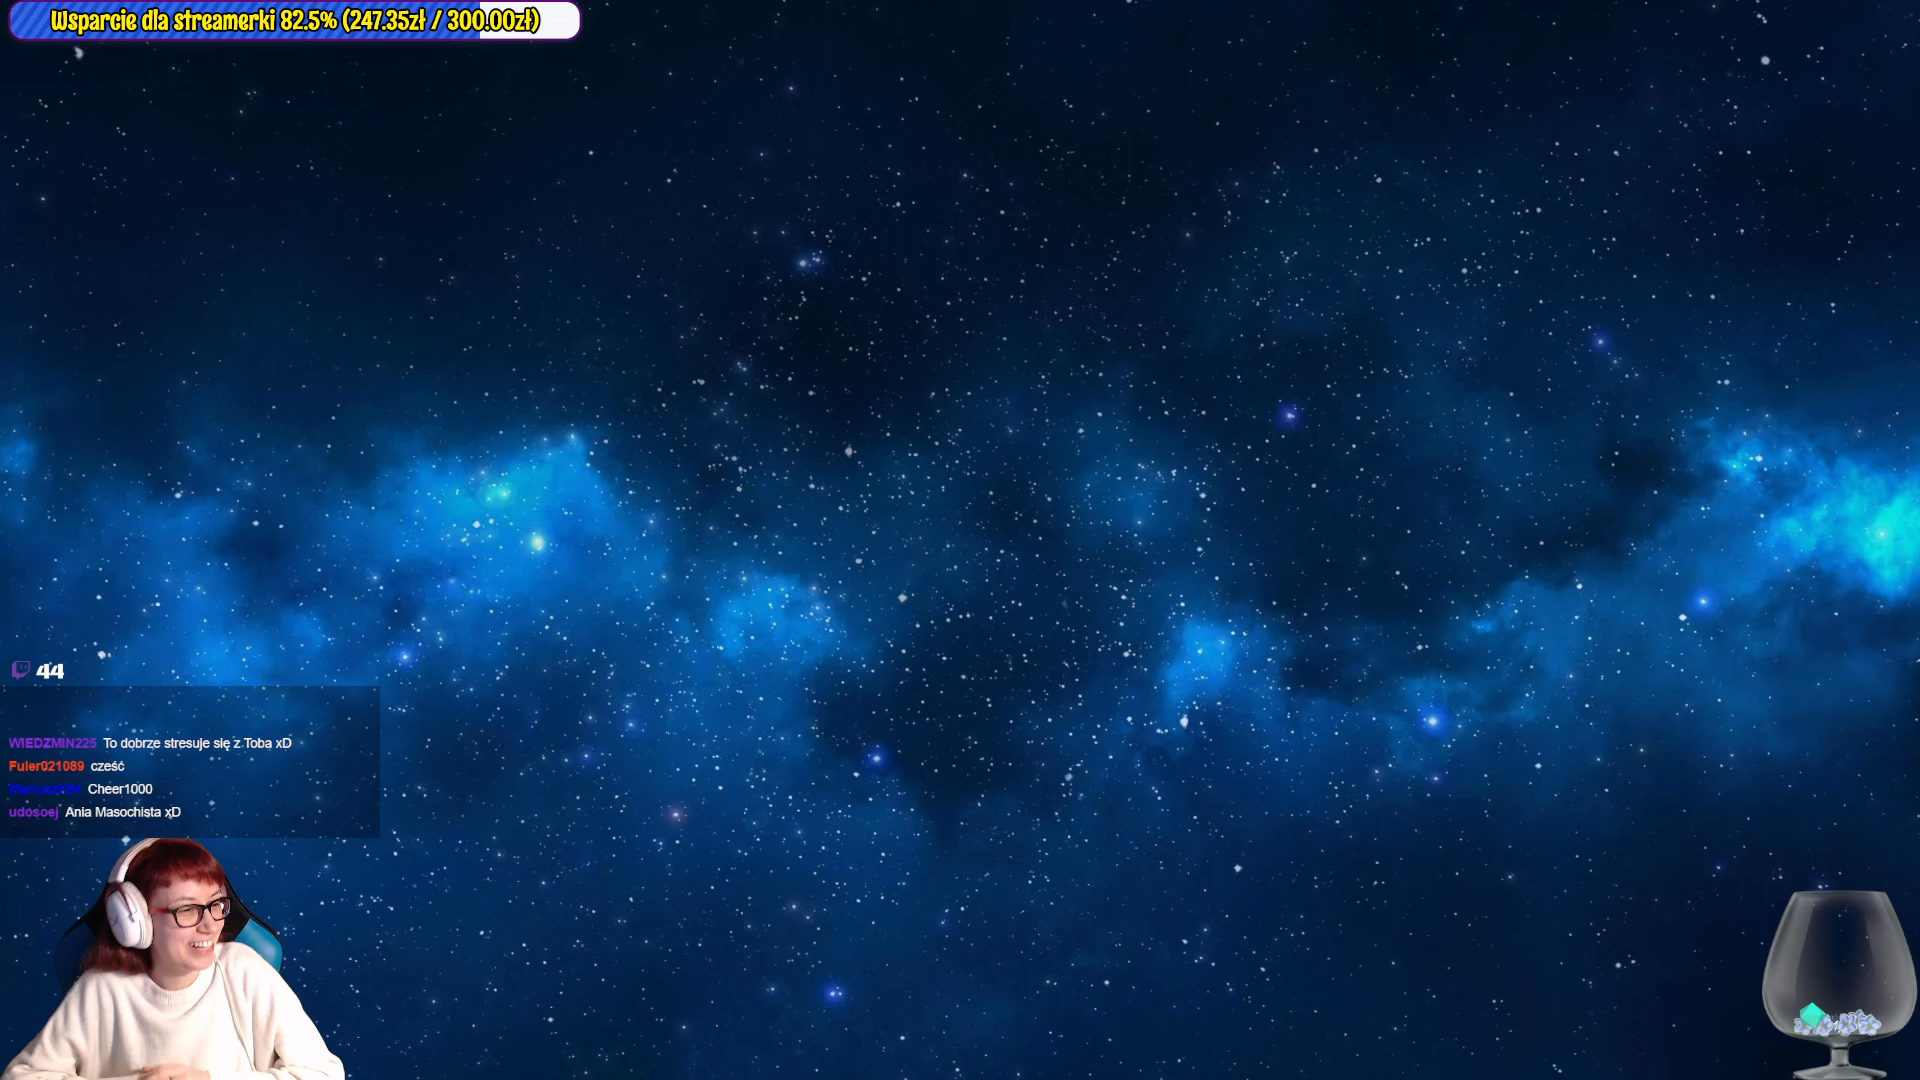 Wsparcie dla streamerki 82.5% (247.35zł / 300.00zł)
44
WIEDZMIN225 To dobrze stresuje się z Toba xD
Fuler021089 cześć
Cheer1000
udosoej Ania Masochista xD